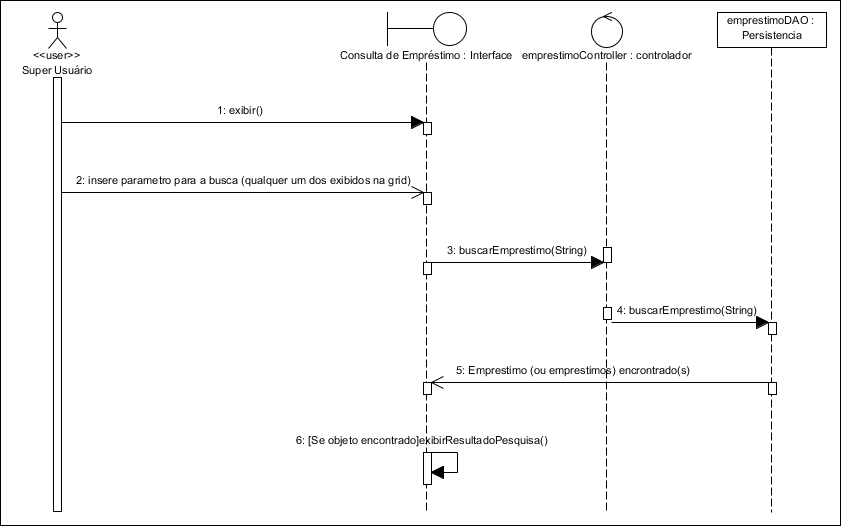 <<user>>
Super Usuário
Consulta de Empréstimo : Interface
emprestimoController : controlador
emprestimoDAO :
Persistencia
1: exibir()
2: insere parametro para a busca (qualquer um dos exibidos na grid)
3: buscarEmprestimo(String)
4: buscarEmprestimo(String)
5: Emprestimo (ou emprestimos) encrontrado(s)
6: [Se objeto encontrado]exibirResultadoPesquisa()